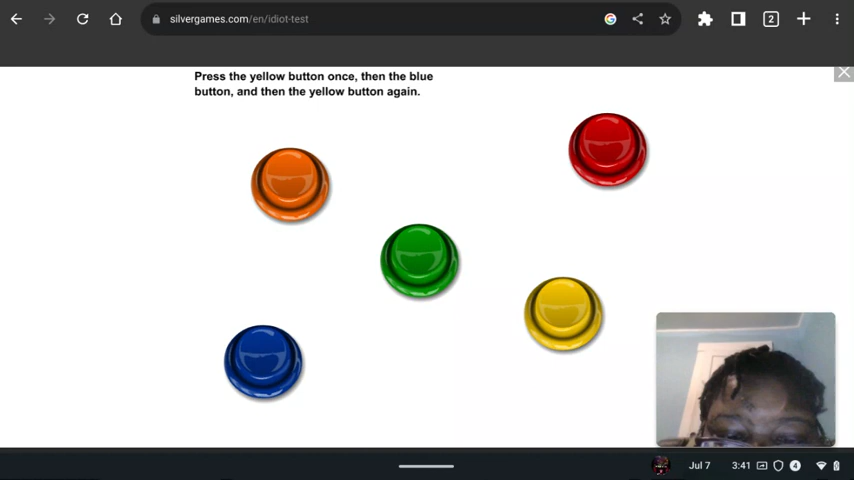 silvergames.com/en/idiot-test
2
Press the yellow button once, then the blue
button, and then the yellow button again.
Jul 7
3:41
4